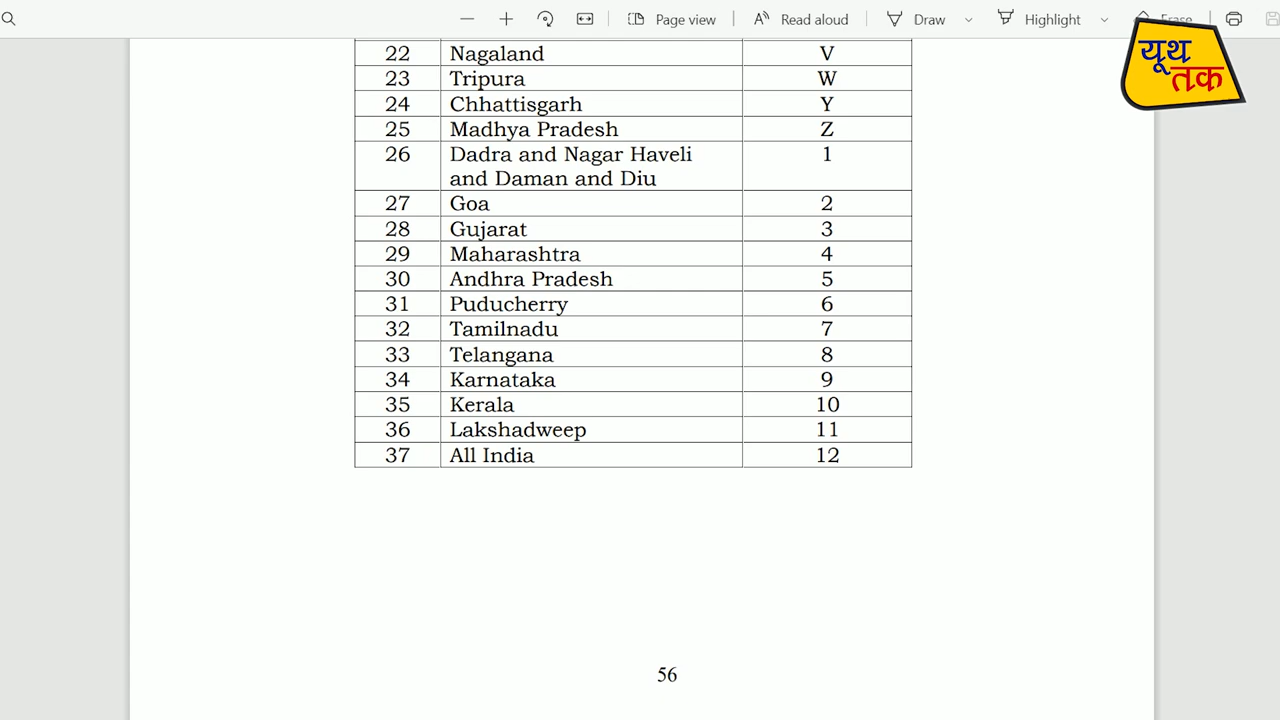 Page view Read aloud Draw Highlight Erase
यूथ
तक
22 Nagaland V
23 Tripura W
24 Chhattisgarh Y
25 Madhya Pradesh Z
26 Dadra and Nagar Haveli 1
and Daman and Diu
27 Goa 2
28 Gujarat 3
29 Maharashtra 4
30 Andhra Pradesh 5
31 Puducherry 6
32 Tamilnadu 7
33 Telangana 8
34 Karnataka 9
35 Kerala 10
36 Lakshadweep 11
37 All India 12
56